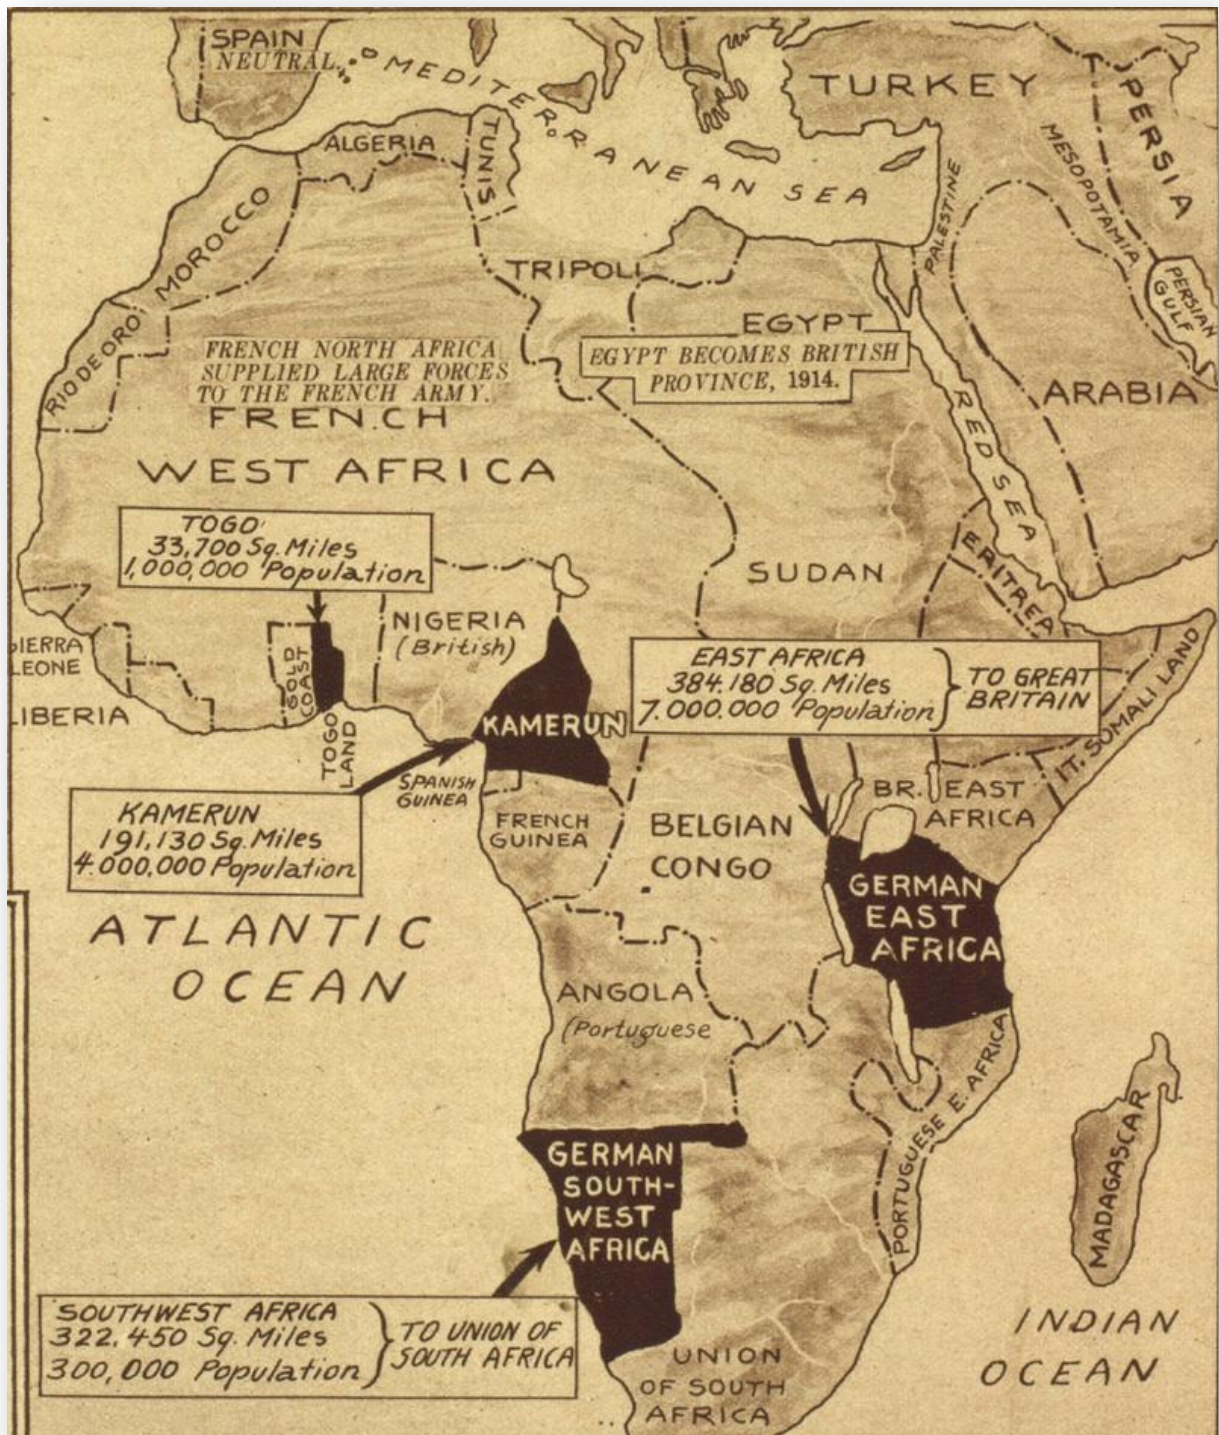 SPAIN
NEUTRAL.
MEDITERRANEAN SEA
TURKEY
PERSIA
MESOPOTAMIA
PALESTINE
PERSIAN
GULF
ALGERIA
TUNIS
MOROCCO
TRIPOLI
RIO DE ORO
EGYPT
EGYPT BECOMES BRITISH
PROVINCE, 1914.
FRENCH NORTH AFRICA
SUPPLIED LARGE FORCES
TO THE FRENCH ARMY.
FRENCH
WEST AFRICA
ARABIA
RED SEA
TOGO
33,700 Sq. Miles
1,000,000 Population
SUDAN
ERITREA
NIGERIA
(British)
SIERRA
LEONE
LIBERIA
GOLD
COAST
TOGO
LAND
EAST AFRICA
384.180 Sq. Miles
7.000.000 Population
TO GREAT
BRITAIN
IT. SOMALI LAND
KAMERUN
SPANISH
GUINEA
KAMERUN
191,130 Sq. Miles
4.000,000 Population
FRENCH
GUINEA
BELGIAN
CONGO
BR. EAST
AFRICA
GERMAN
EAST
AFRICA
ATLANTIC
OCEAN
ANGOLA
(Portuguese
PORTUGUESE E. AFRICA
MADAGASCAR
GERMAN
SOUTH-
WEST
AFRICA
SOUTHWEST AFRICA
322.450 Sq. Miles
300,000 Population
TO UNION OF
SOUTH AFRICA
UNION
OF SOUTH
AFRICA
INDIAN
OCEAN